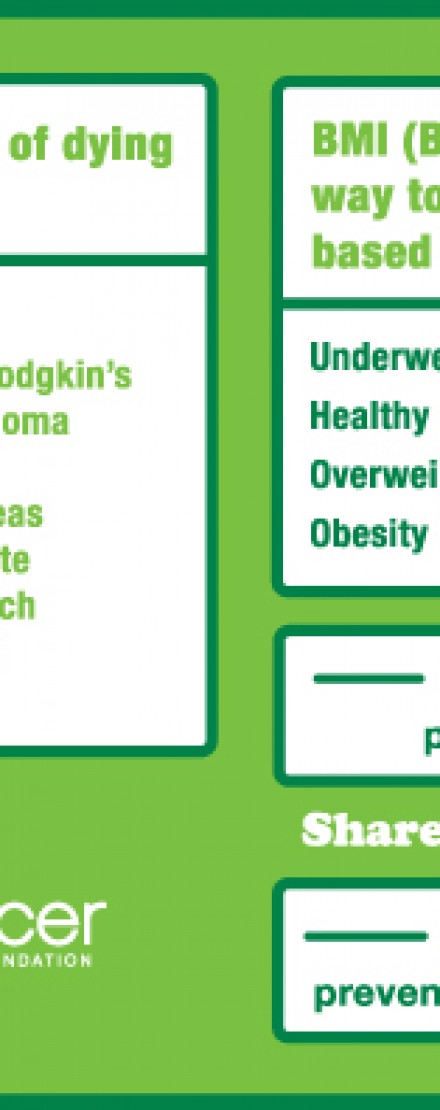 of dying
odgkin's
oma
eas
te
ch
cer
NDATION
BMI (B
way to
based
Underwe
Healthy
Overwei
Obesity
p
Share
preven